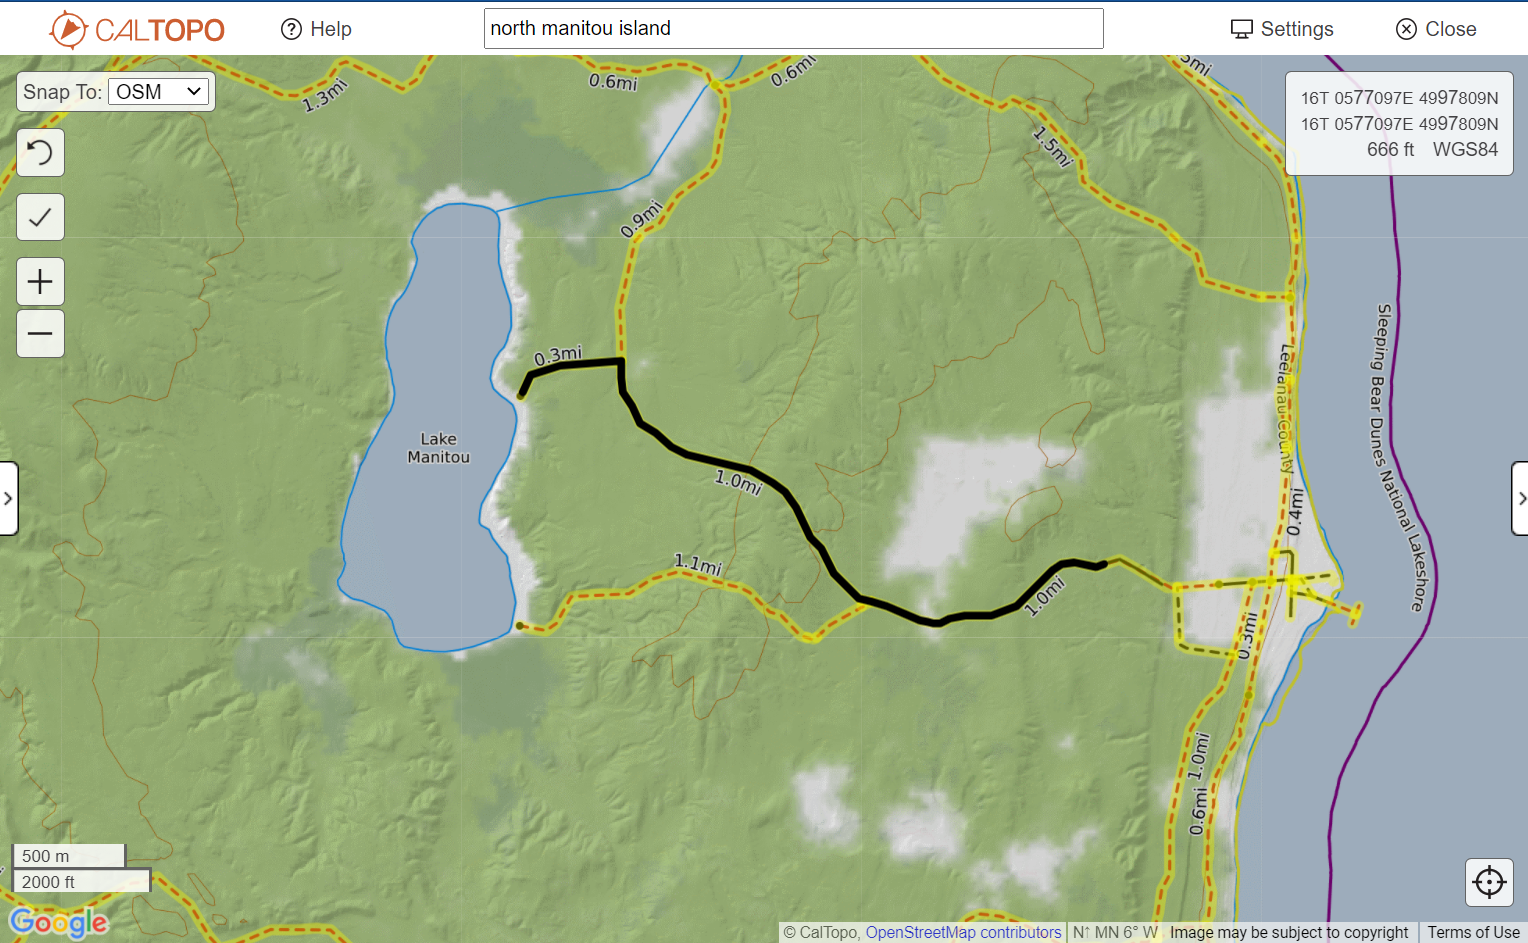 CALTOPO
? Help
north manitou island
Settings
Close
Snap To: OSM
16T 0577097E 4997809N
16T 0577097E 4997809N
666 ft WGS84
1.3mi
0.6mi
0.6mi
5mi
1.5mi
0.9mi
0.3mi
Lake
Manitou
1.0mi
1.1mi
1.0mi
Leelanau County
0.4mi
Sleeping Bear Dunes National Lakeshore
0.3mi
1.0mi
0.6mi
500 m
2000 ft
Google
© CalTopo, OpenStreetMap contributors
N↑ MN 6° W
Image may be subject to copyright
Terms of Use